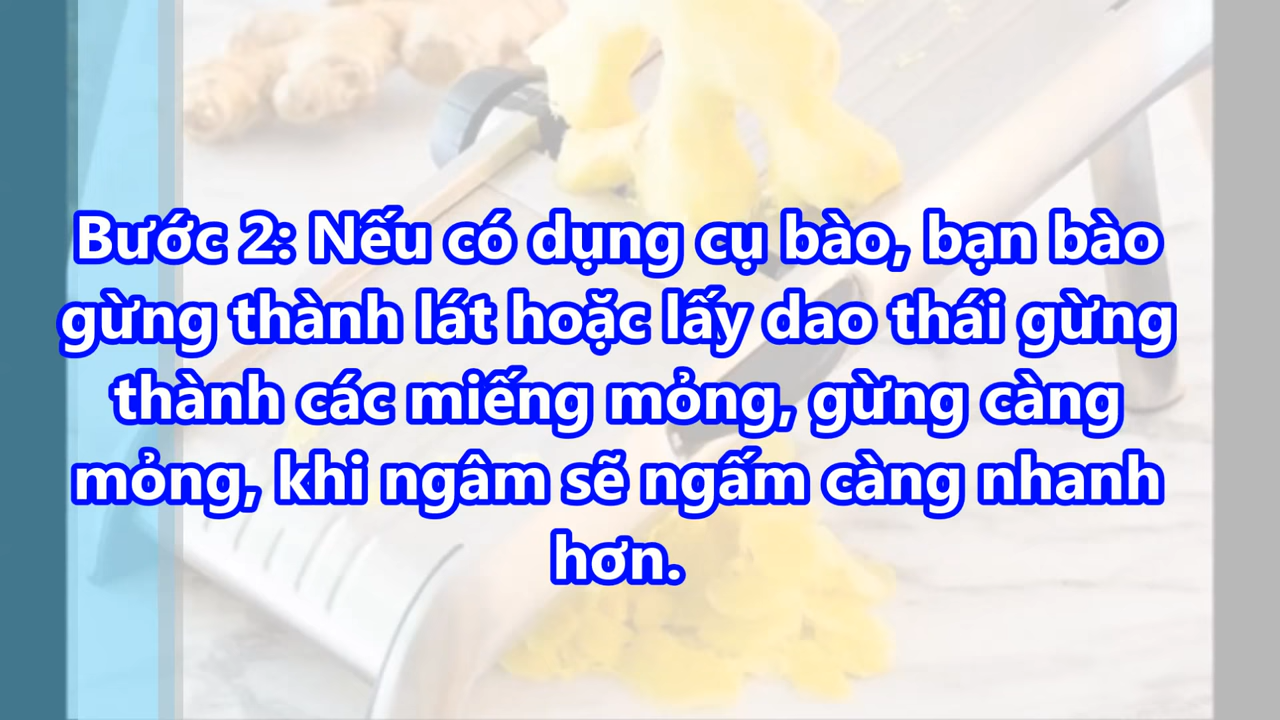 Bước 2: Nếu có dụng cụ bào, bạn bào
gừng thành lát hoặc lấy dao thái gừng
thành các miếng mỏng, gừng càng
mỏng, khi ngâm sẽ ngấm càng nhanh
hơn.